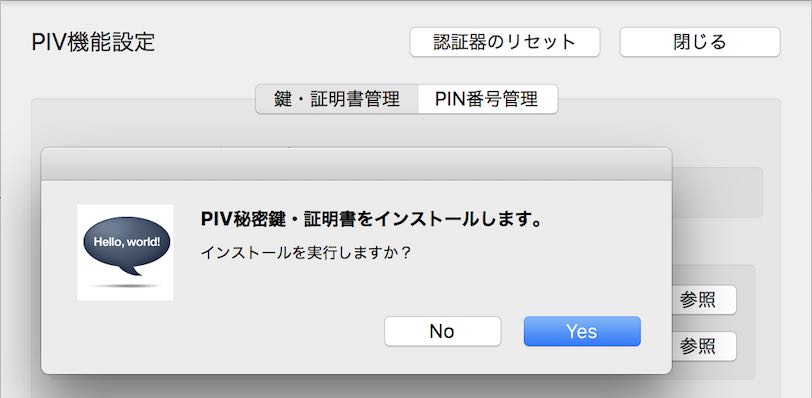 PIV機能設定
認証器のリセット
閉じる
鍵・証明書管理
PIN番号管理
Hello, world!
PIV秘密鍵・証明書をインストールします。
インストールを実行しますか？
参照
No
Yes
参照